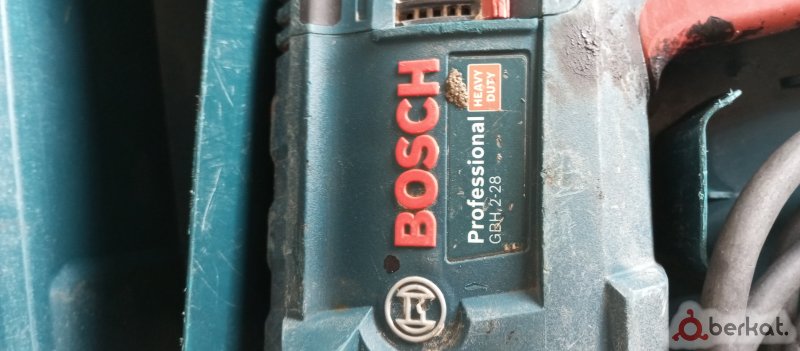 BOSCH
Professional
GBH 2-28
HEAVY
DUTY
berkat.